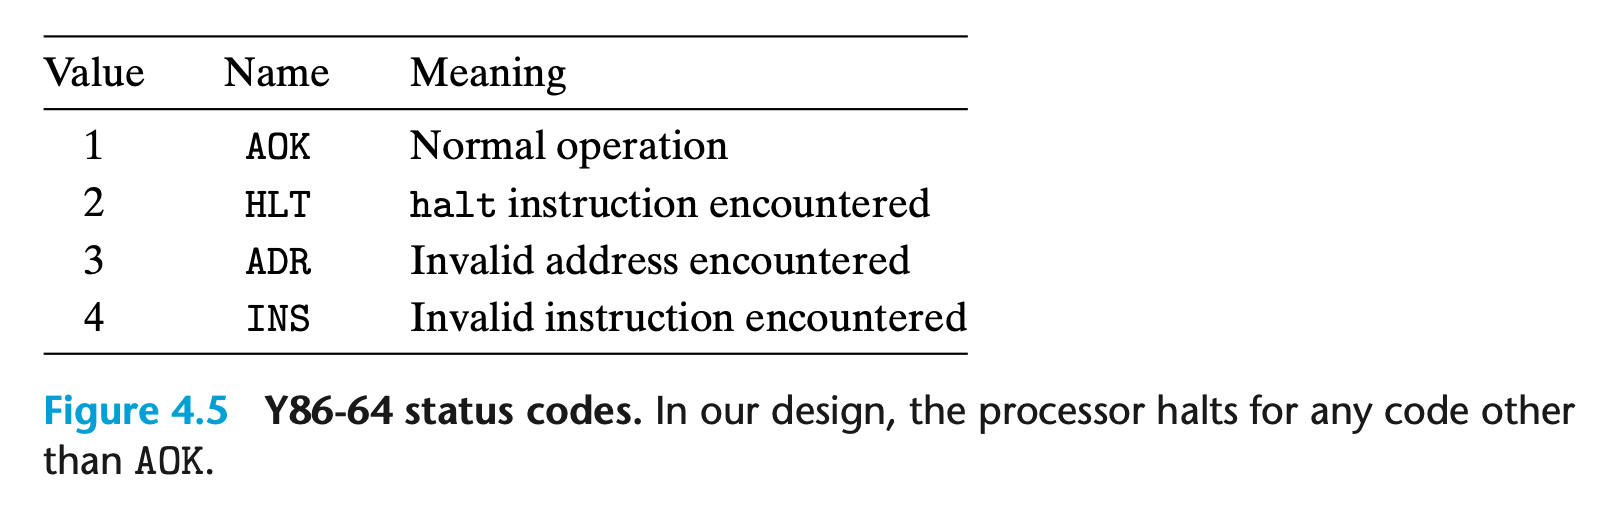 Value Name Meaning
1 AOK Normal operation
2 HLT halt instruction encountered
3 ADR Invalid address encountered
4 INS Invalid instruction encountered
Figure 4.5 Y86-64 status codes. In our design, the processor halts for any code other
than AOK.